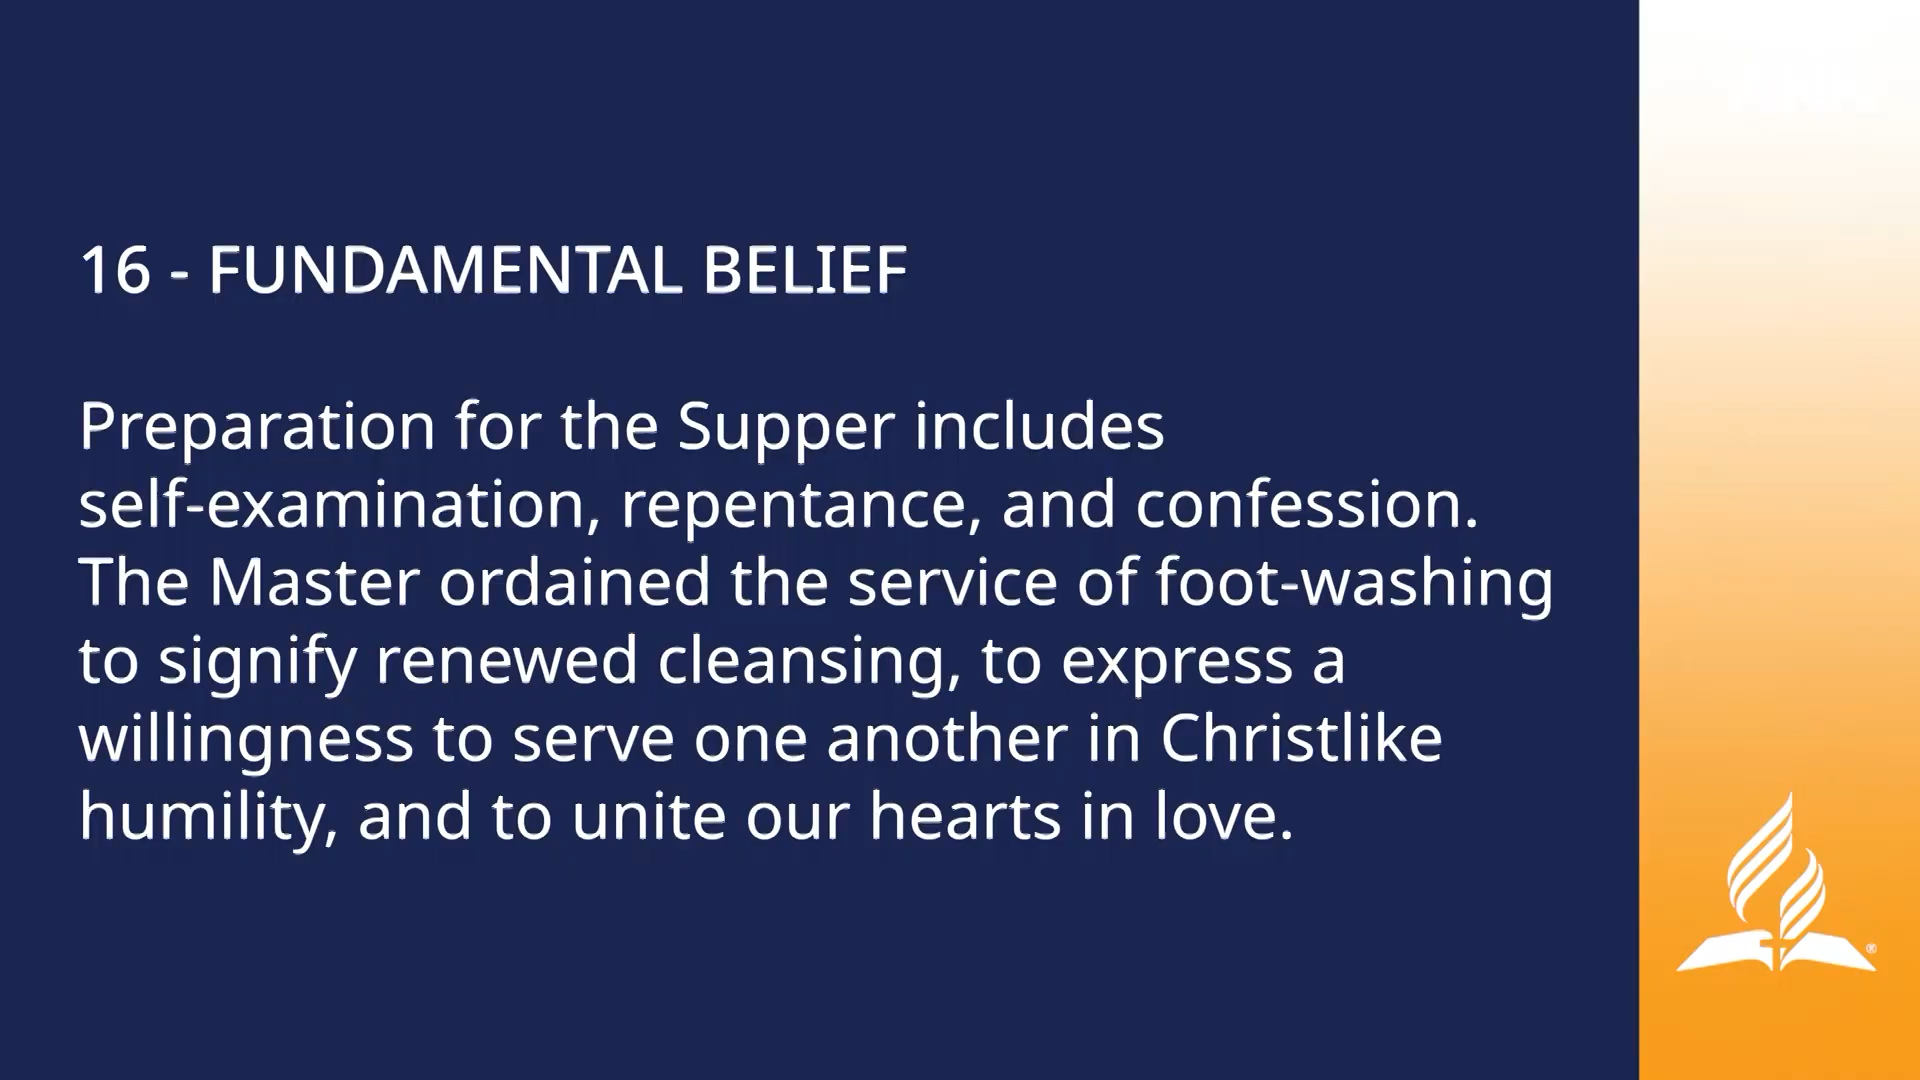 16 - FUNDAMENTAL BELIEF
Preparation for the Supper includes
self-examination, repentance, and confession.
The Master ordained the service of foot-washing
to signify renewed cleansing, to express a
willingness to serve one another in Christlike
humility, and to unite our hearts in love.
®